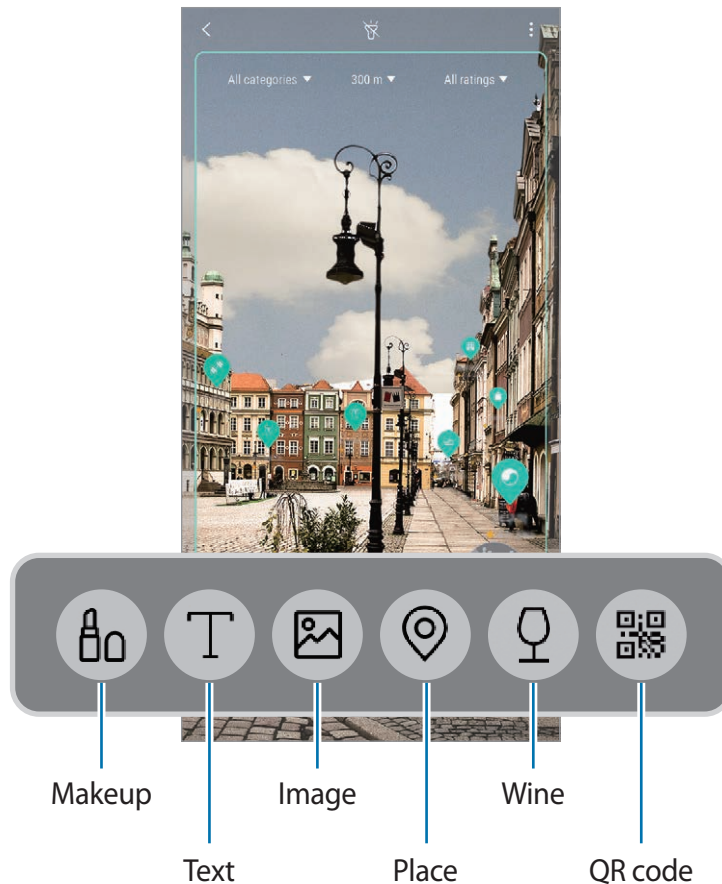 All categories
300 m
All ratings
T
Makeup
Image
Wine
Text
Place
QR code